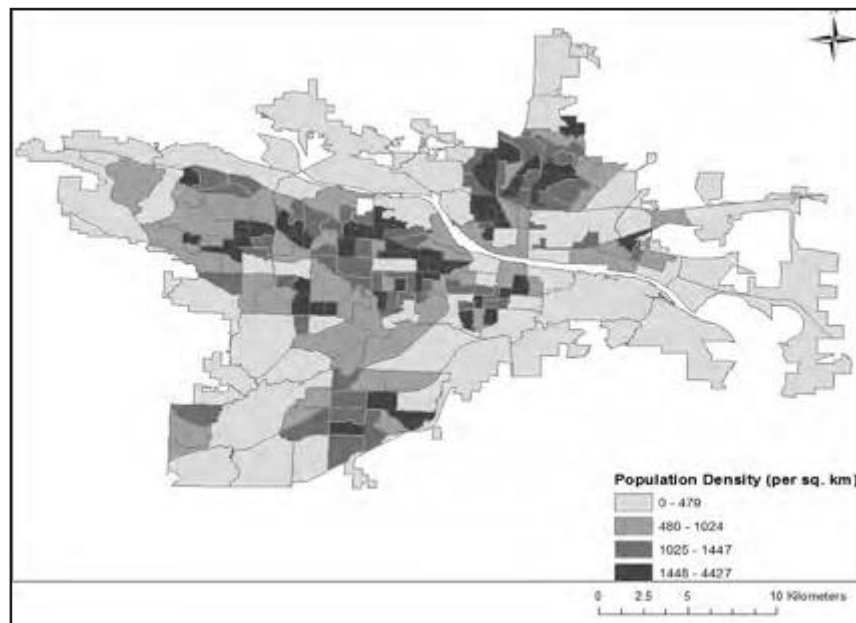 Population Density (per sq. km)
0 - 479
480 - 1024
1025 - 1447
1448 - 4427
0 2.5 5 10 Kilometers